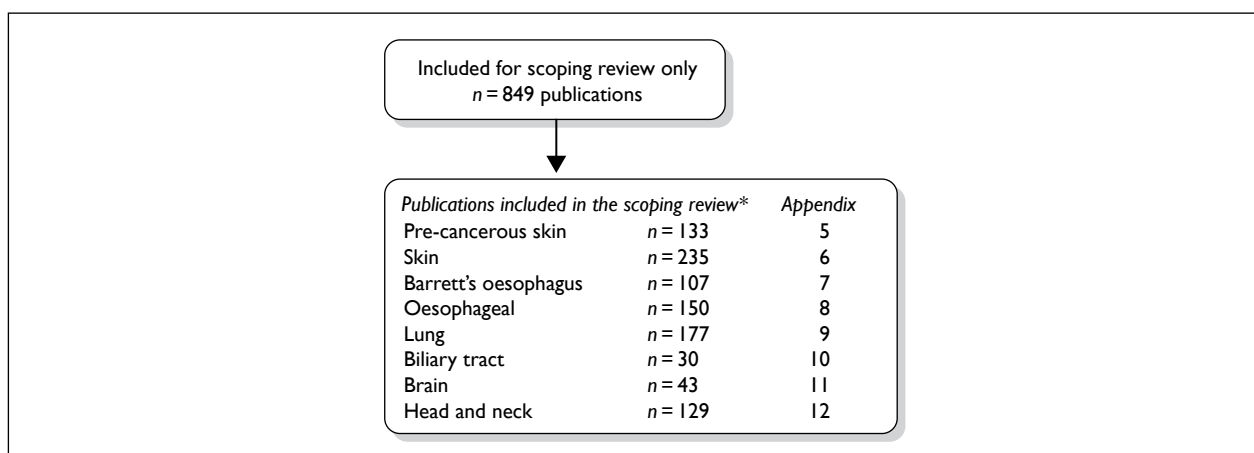 Included for scoping review only
n = 849 publications
Publications included in the scoping review* Appendix
Pre-cancerous skin n = 133 5
Skin n = 235 6
Barrett’s oesophagus n = 107 7
Oesophageal n = 150 8
Lung n = 177 9
Biliary tract n = 30 10
Brain n = 43 11
Head and neck n = 129 12